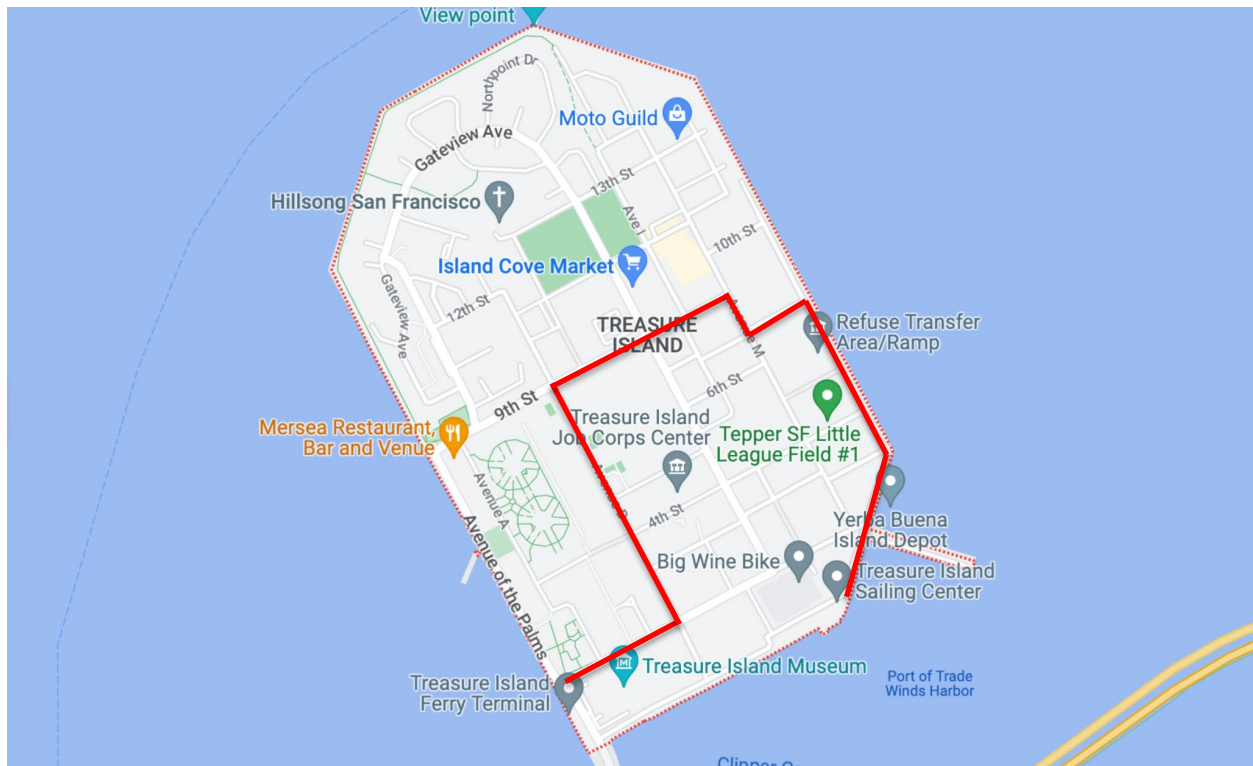 View point
Northpoint Dr
Moto Guild
Gateview Ave
13th St
Hillsong San Francisco
Ave I
10th St
Island Cove Market
Gateview Ave
12th St
TREASURE
ISLAND
Avenue M
Refuse Transfer
Area/Ramp
6th St
9th St
Treasure Island
Job Corps Center
Tepper SF Little
League Field #1
Mersea Restaurant
Bar and Venue
Avenue A
4th St
Yerba Buena
Island Depot
Avenue of the Palms
Big Wine Bike
Treasure Island
Sailing Center
Treasure Island Museum
Treasure Island
Ferry Terminal
Port of Trade
Winds Harbor